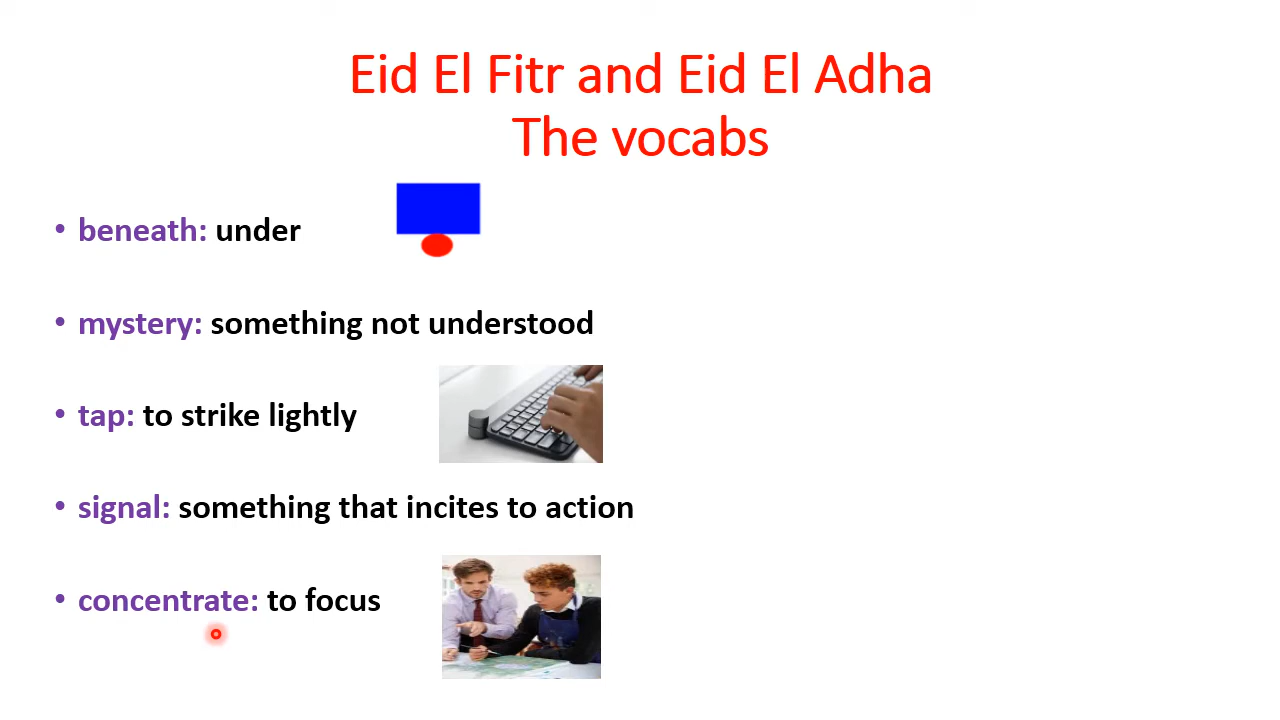 Eid El Fitr and Eid El Adha
The vocabs
• beneath: under
• mystery: something not understood
• tap: to strike lightly
• signal: something that incites to action
• concentrate: to focus